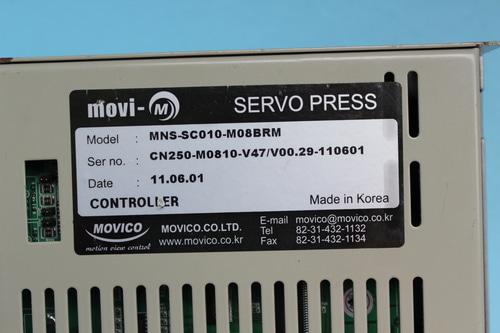 movi-M SERVO PRESS
Model : MNS-SC010-M08BRM
Ser no. : CN250-M0810-V47/V00.29-110601
Date : 11.06.01
CONTROLLER Made in Korea
MOVICO
motion view control
MOVICO.CO.LTD.
www.movico.co.kr
E-mail movico@movico.co.kr
Tel 82-31-432-1132
Fax 82-31-432-1134